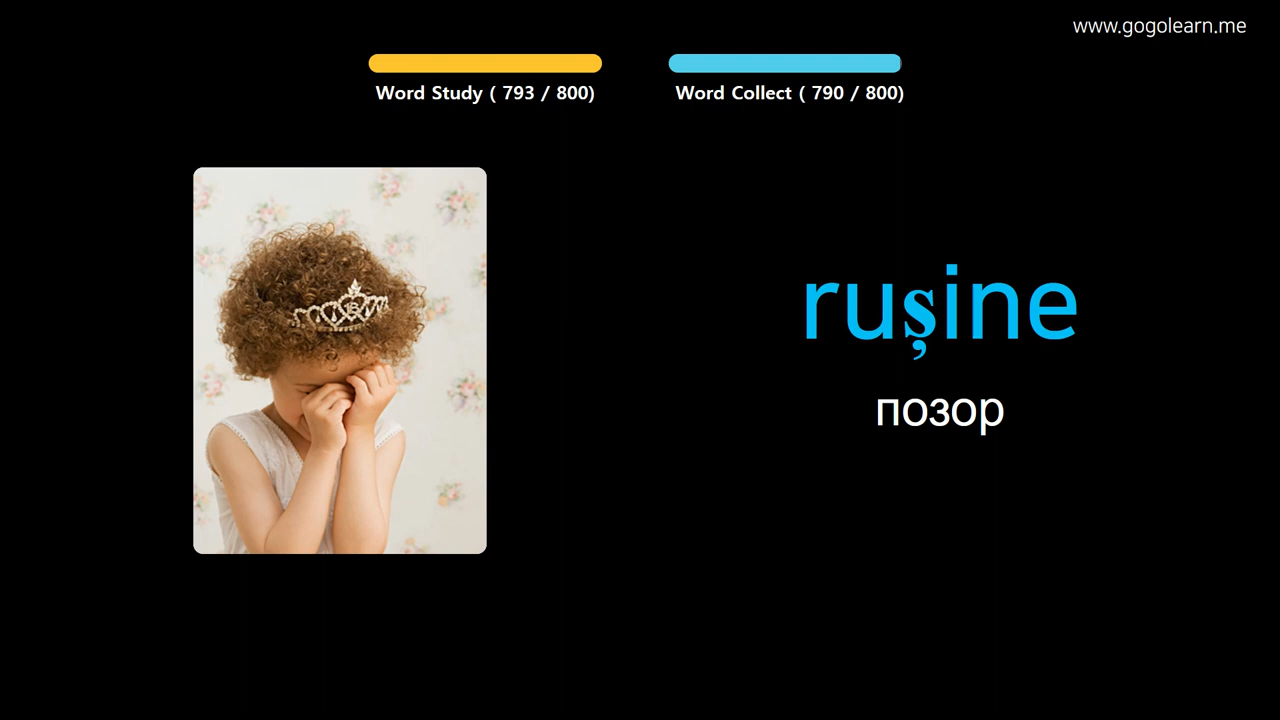 www.gogolearn.me
Word Study ( 793 / 800)
Word Collect ( 790 / 800)
rușine
позор